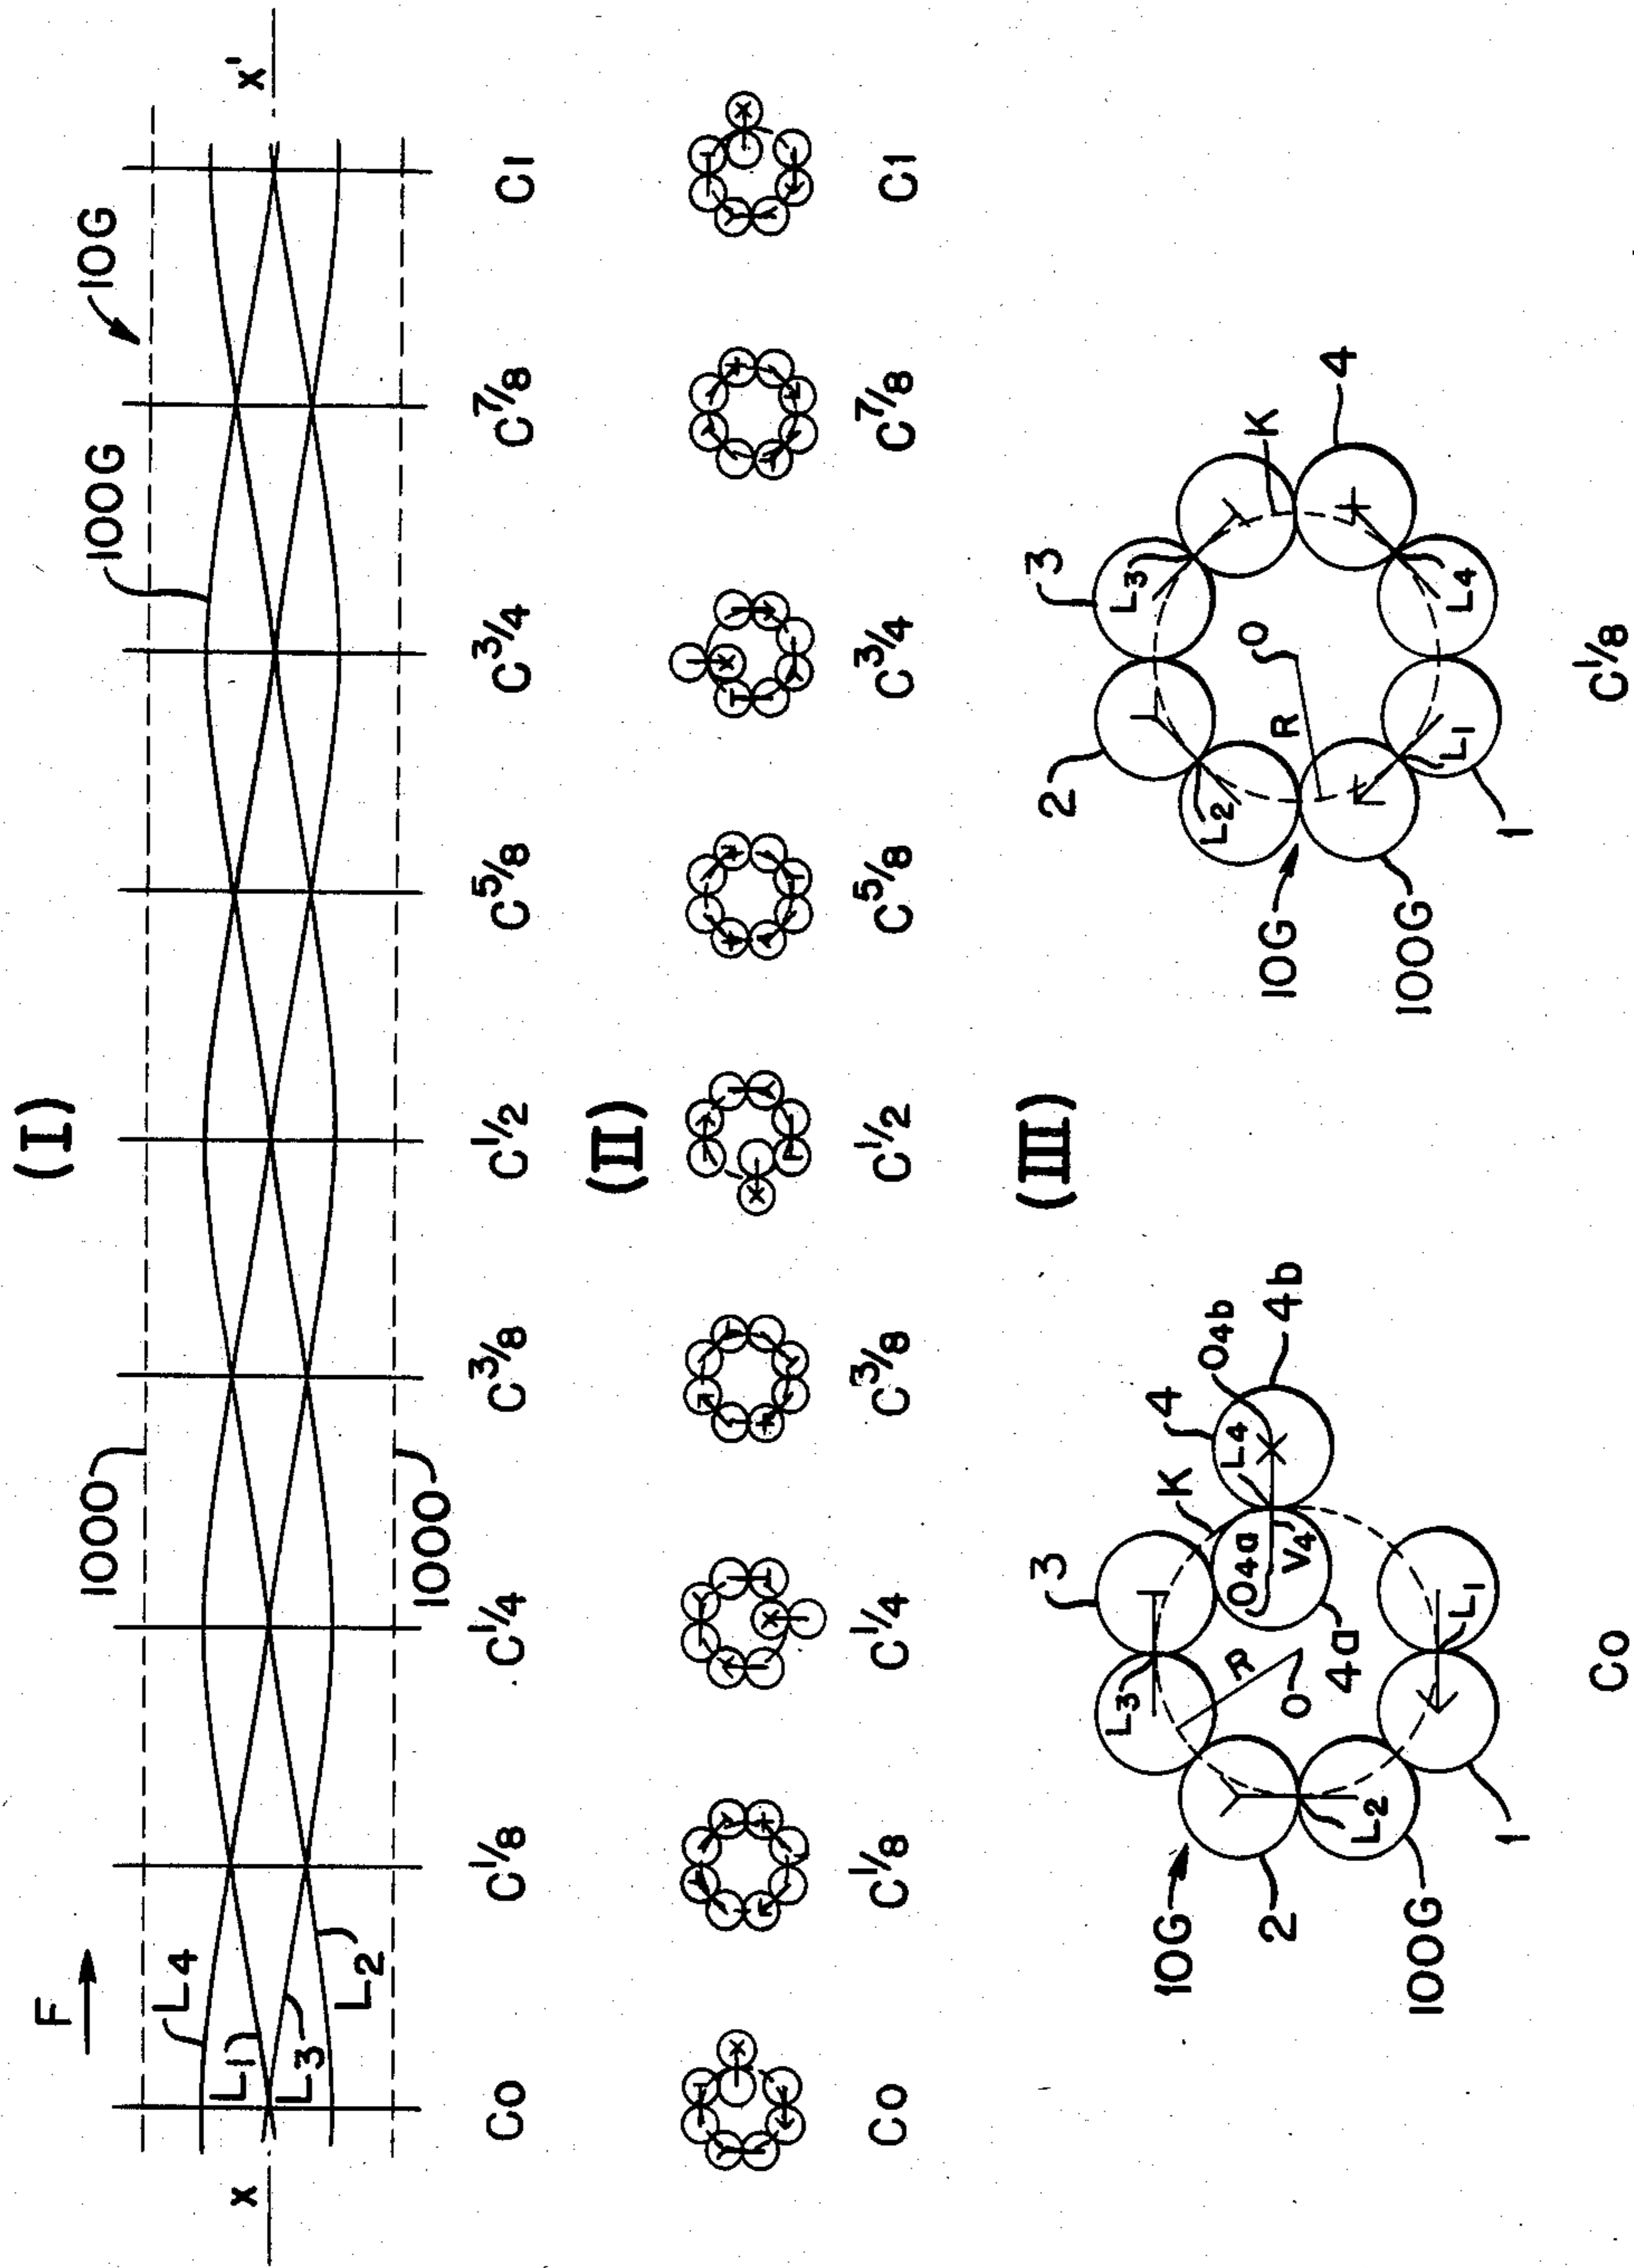 (I)
F
10G
100G
1000
1000
L4
L1
L3
L2
x
x'
CO C1/8 C1/4 C3/8 C1/2 C5/8 C3/4 C7/8 C1
(II)
CO C1/8 C1/4 C3/8 C1/2 C5/8 C3/4 C7/8 C1
(III)
3
K
4
O4b
L3
L4
4b
O4a
V4
R
O
4a
10G
2
L2
L1
100G
1
CO
3
2
L3
K
4
O
L2
R
L4
L1
10G
100G
1
C1/8